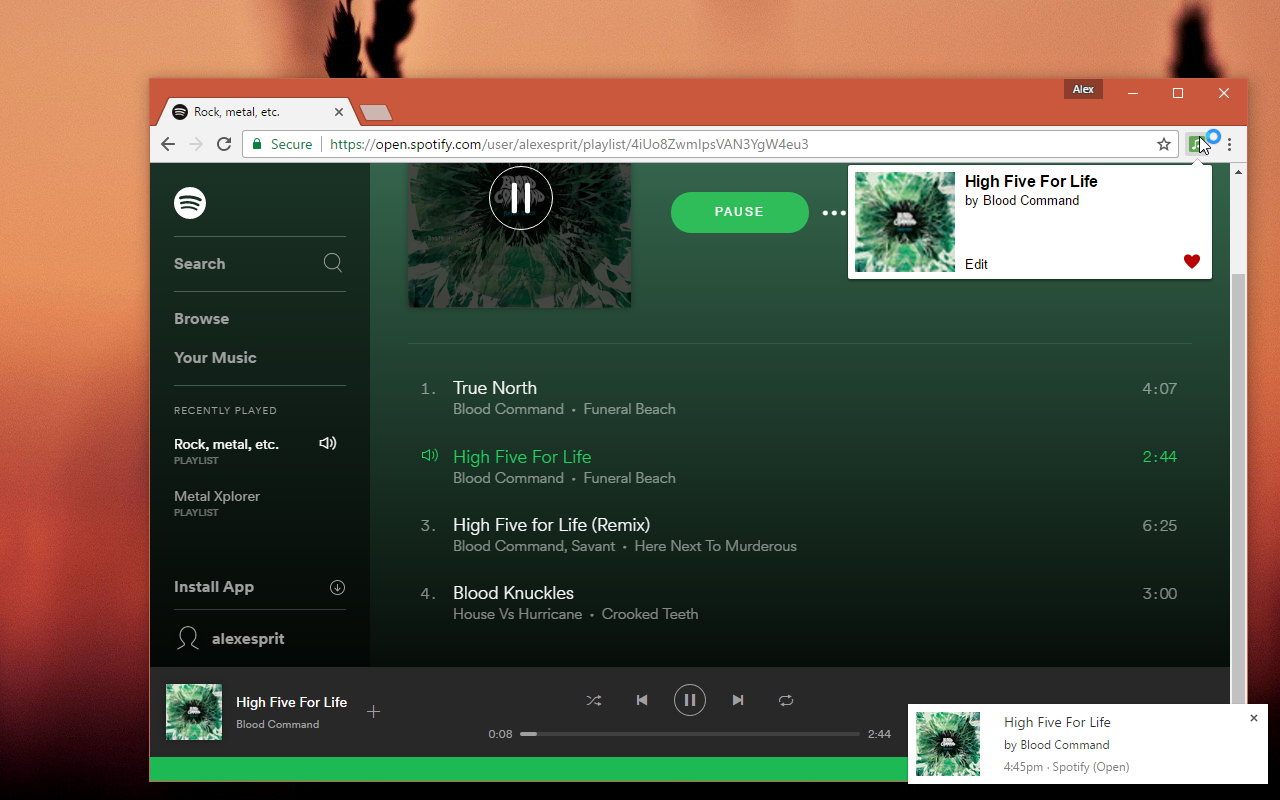 Alex
Rock, metal, etc.
Secure
https://open.spotify.com/user/alexesprit/playlist/4iUo8ZwmIpsVAN3YgW4eu3
High Five For Life
by Blood Command
Edit
BLOOD COMMAND
PAUSE
Search
Browse
Your Music
RECENTLY PLAYED
Rock, metal, etc.
PLAYLIST
Metal Xplorer
PLAYLIST
Install App
alexesprit
1. True North 4:07
Blood Command • Funeral Beach
High Five For Life 2:44
Blood Command • Funeral Beach
3. High Five for Life (Remix) 6:25
Blood Command, Savant • Here Next To Murderous
4. Blood Knuckles 3:00
House Vs Hurricane • Crooked Teeth
High Five For Life
Blood Command
0:08
2:44
High Five For Life
by Blood Command
4:45pm · Spotify (Open)